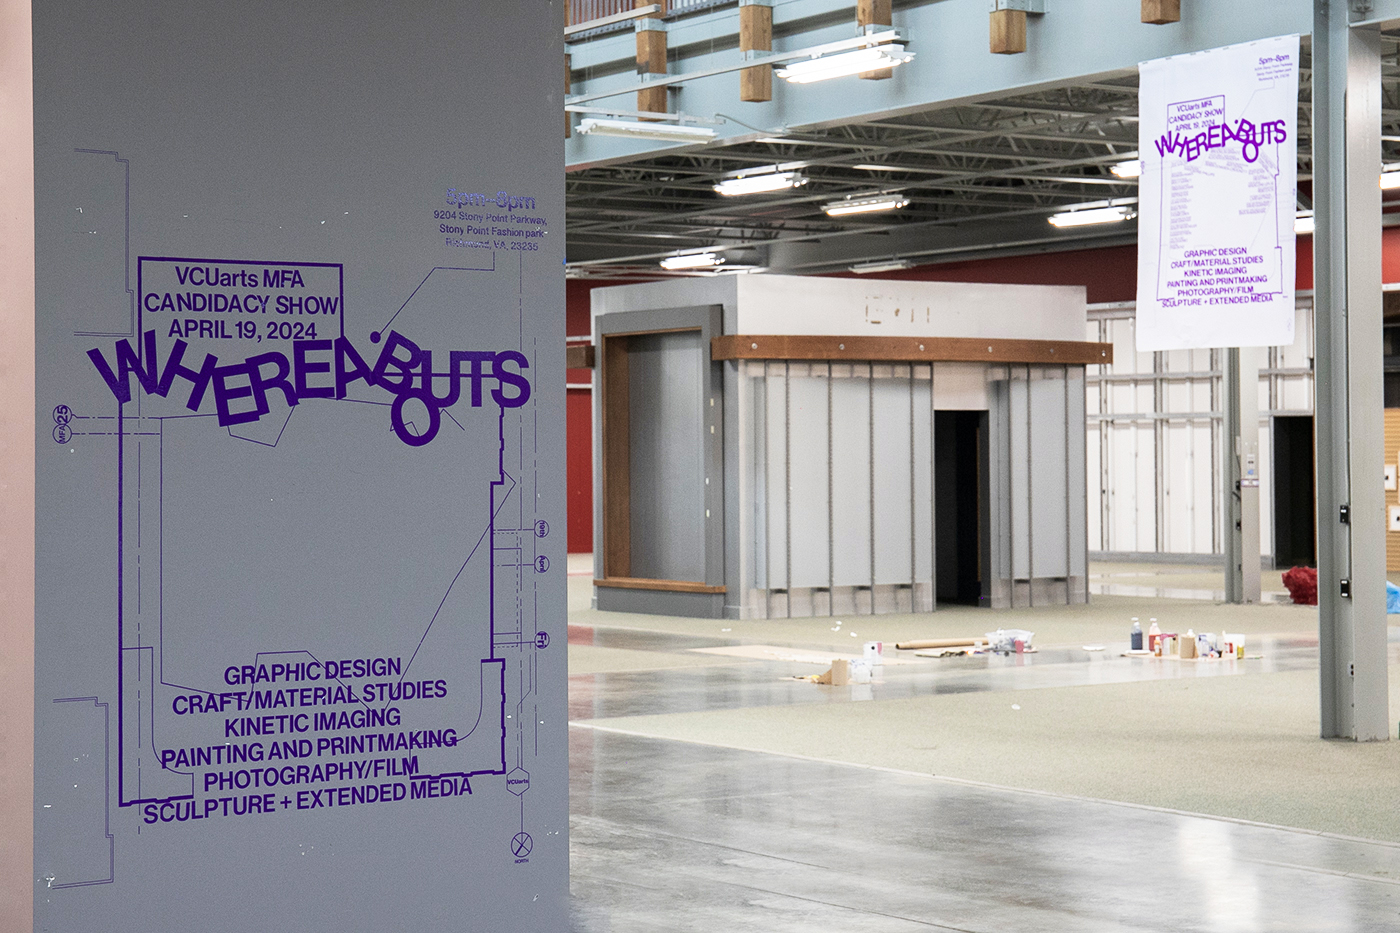 5pm–8pm
9204 Stony Point Parkway,
Stony Point Fashion park
Richmond, VA, 23235
VCUarts MFA
CANDIDACY SHOW
APRIL 19, 2024
WHEREABOUTS
MFA 25
19th
April
Fri
GRAPHIC DESIGN
CRAFT/MATERIAL STUDIES
KINETIC IMAGING
PAINTING AND PRINTMAKING
PHOTOGRAPHY/FILM
SCULPTURE + EXTENDED MEDIA
VCUarts
NORTH
5pm–8pm
VCUarts MFA
CANDIDACY SHOW
APRIL 19, 2024
WHEREABOUTS
GRAPHIC DESIGN
CRAFT/MATERIAL STUDIES
KINETIC IMAGING
PAINTING AND PRINTMAKING
PHOTOGRAPHY/FILM
SCULPTURE + EXTENDED MEDIA